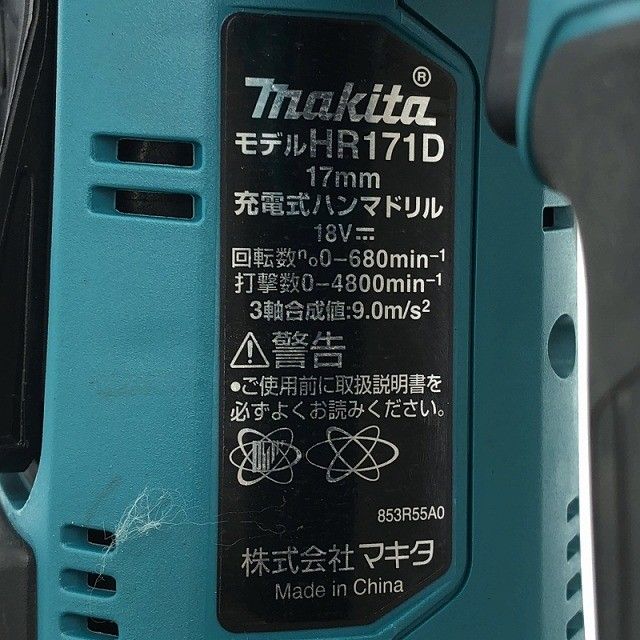 makita®
モデルHR171D
17mm
充電式ハンマドリル
18V⎓
回転数n₀0-680min⁻¹
打撃数0-4800min⁻¹
3軸合成値:9.0m/s²
⚠警告
●ご使用前に取扱説明書を
必ずよくお読みください。
853R55A0
株式会社 マキタ
Made in China